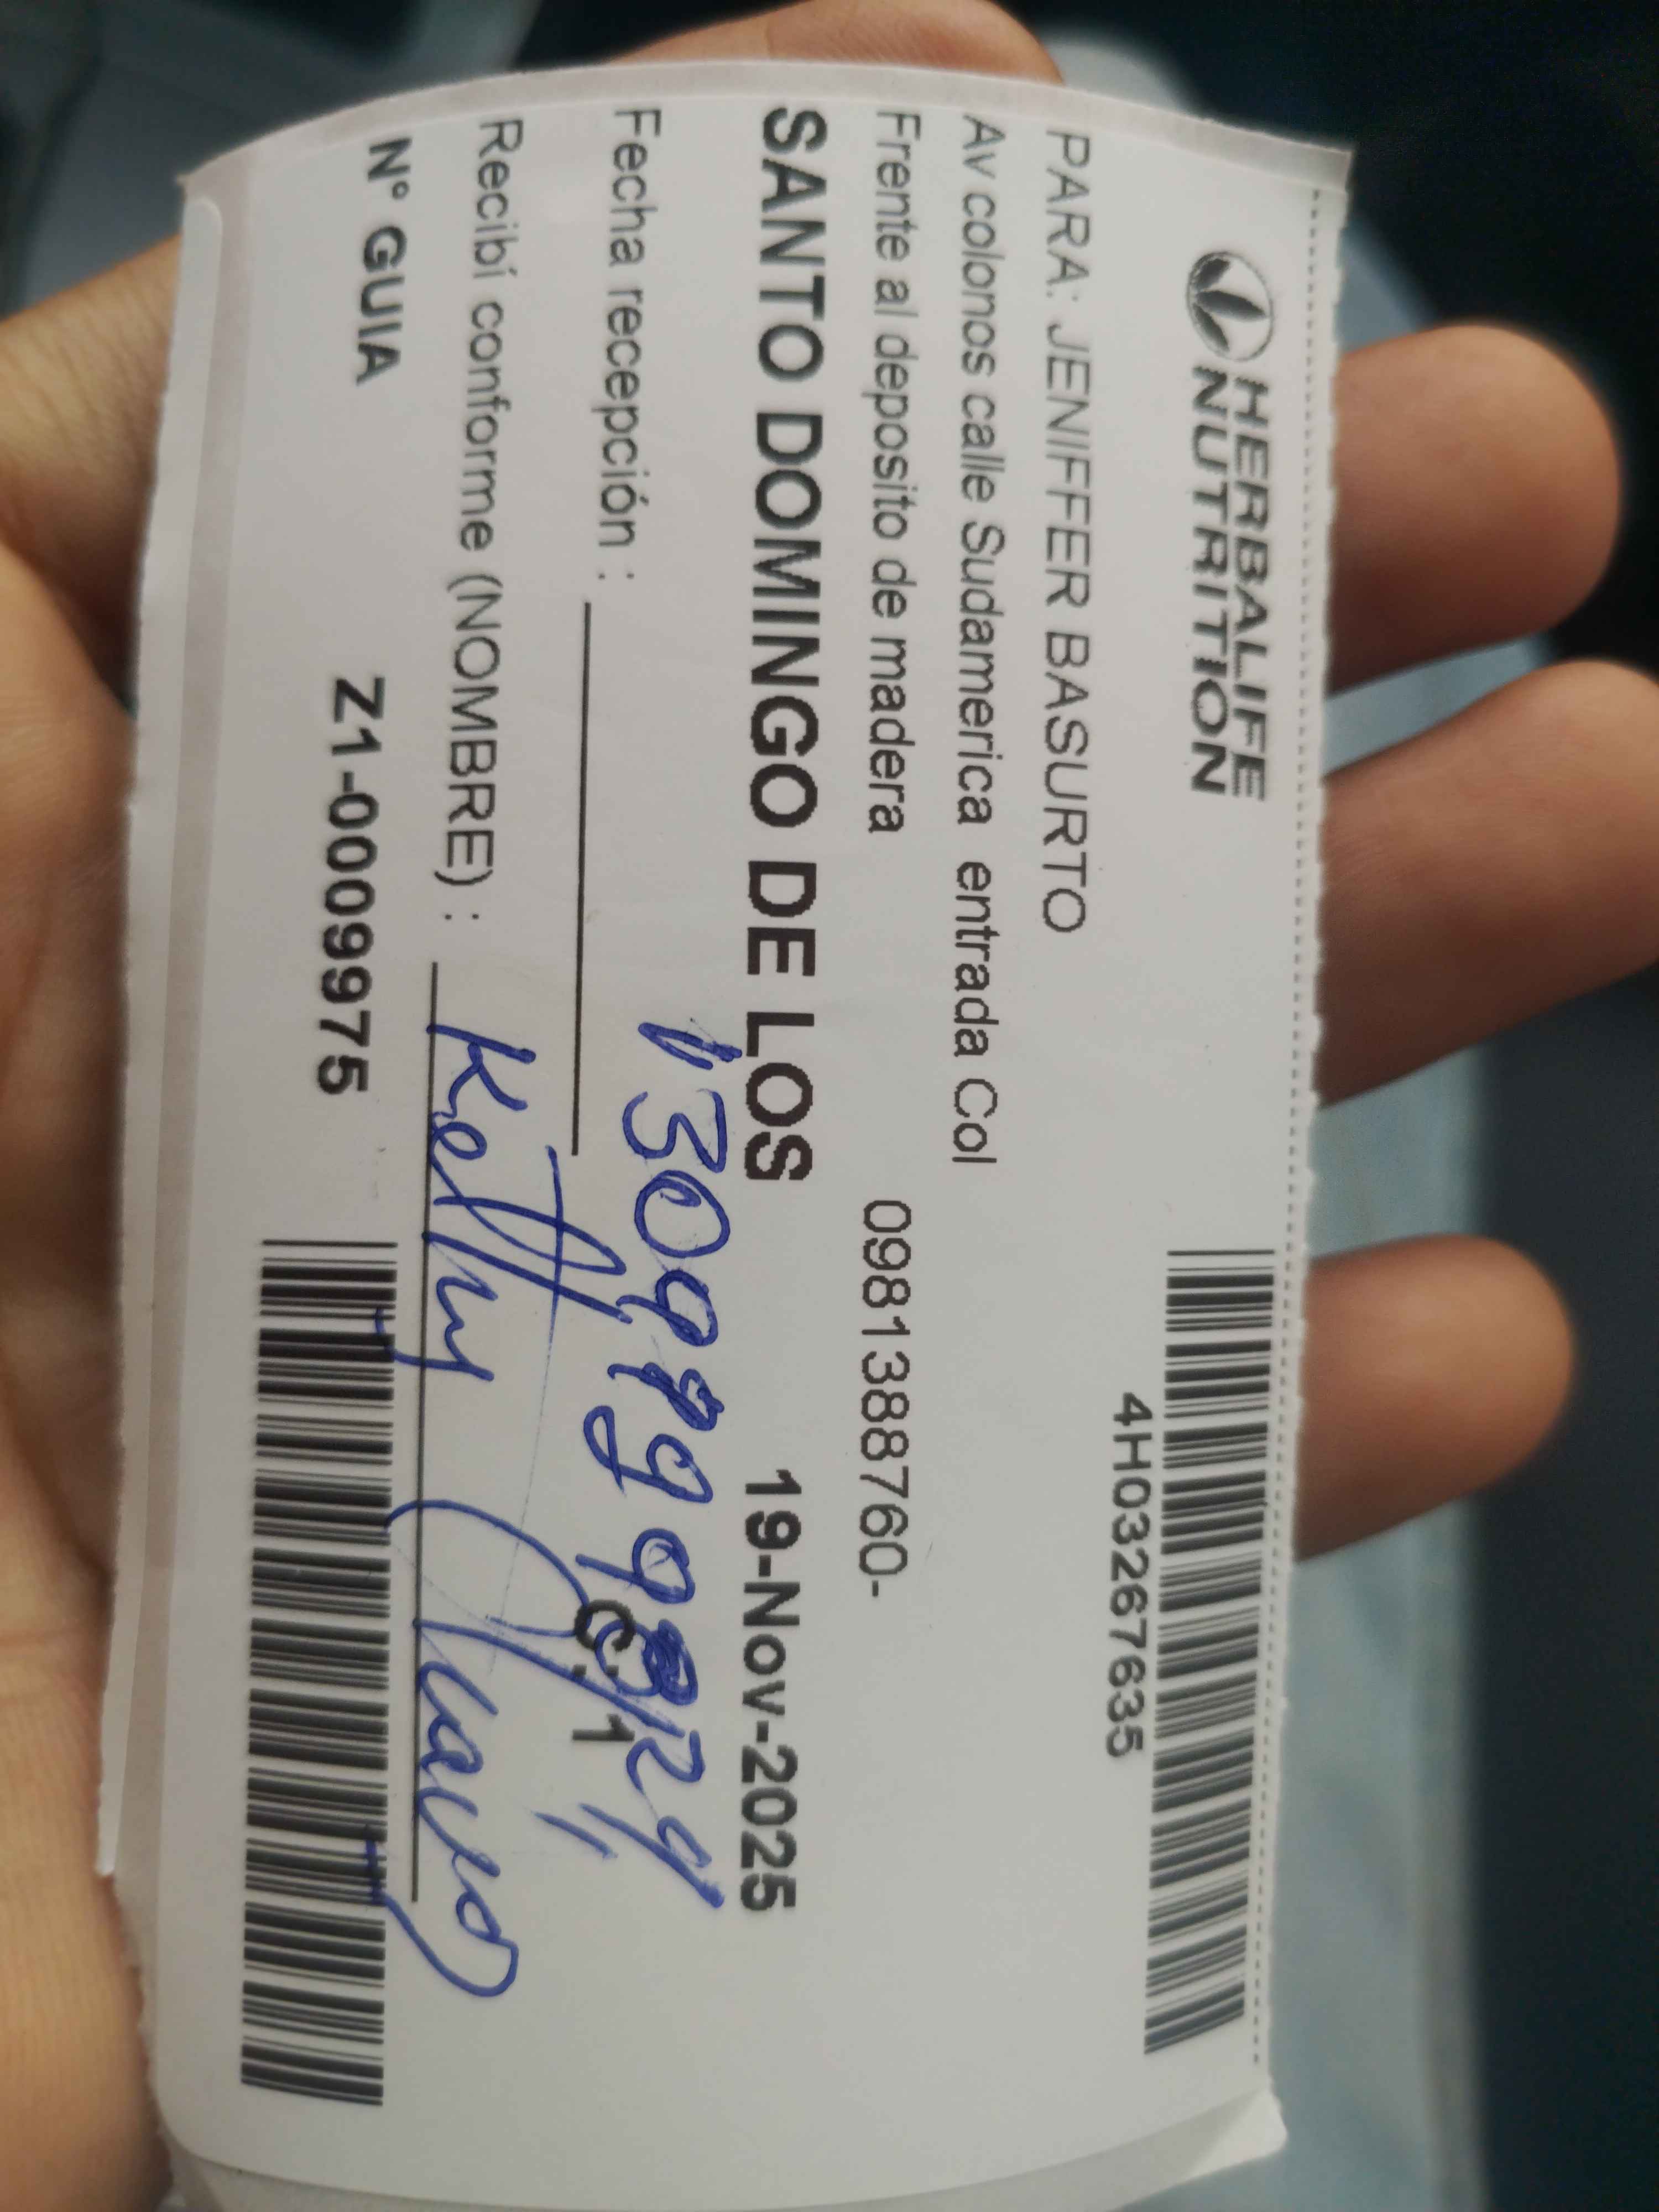 HERBALIFE
NUTRITION
4H03267635
PARA: JENIFFER BASURTO
Av colonos calle Sudamerica entrada Col
Frente al deposito de madera 0981388760-
SANTO DOMINGO DE LOS 19-Nov-2025
Fecha recepción :
C: 1
Recibí conforme (NOMBRE) : Kelly
N° GUIA Z1-0009975